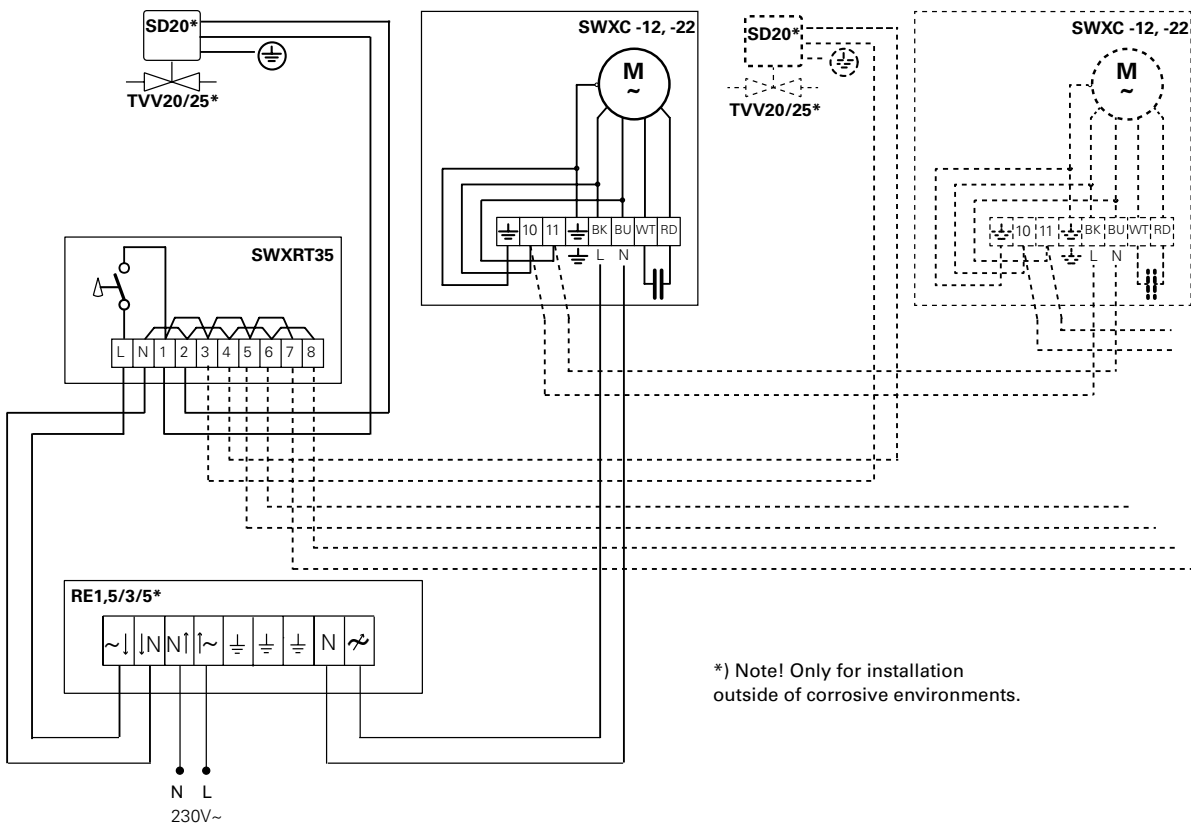 SD20*
TVV20/25*
SWXC -12, -22
M
~
10 11 BK BU WT RD
L N
SD20*
TVV20/25*
SWXC -12, -22
M
~
10 11 BK BU WT RD
L N
SWXRT35
L N 1 2 3 4 5 6 7 8
RE1,5/3/5*
~↓ ↓N N↑ ↑~ N ~
*) Note! Only for installation
outside of corrosive environments.
N L
230V~